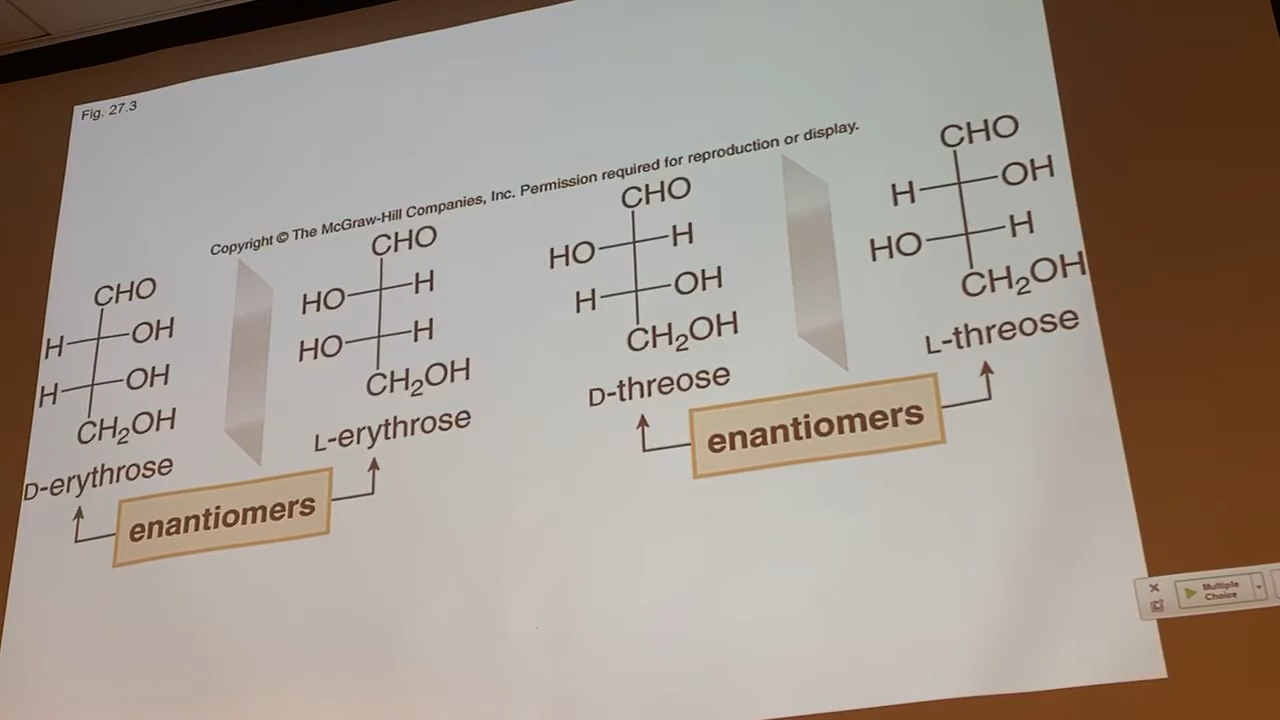 Fig. 27.3
Copyright © The McGraw-Hill Companies, Inc. Permission required for reproduction or display.
CHO
H OH
H OH
CH₂OH
D-erythrose
CHO
HO H
HO H
CH₂OH
L-erythrose
enantiomers
CHO
HO H
H OH
CH₂OH
D-threose
CHO
H OH
HO H
CH₂OH
L-threose
enantiomers
Multiple
Choice